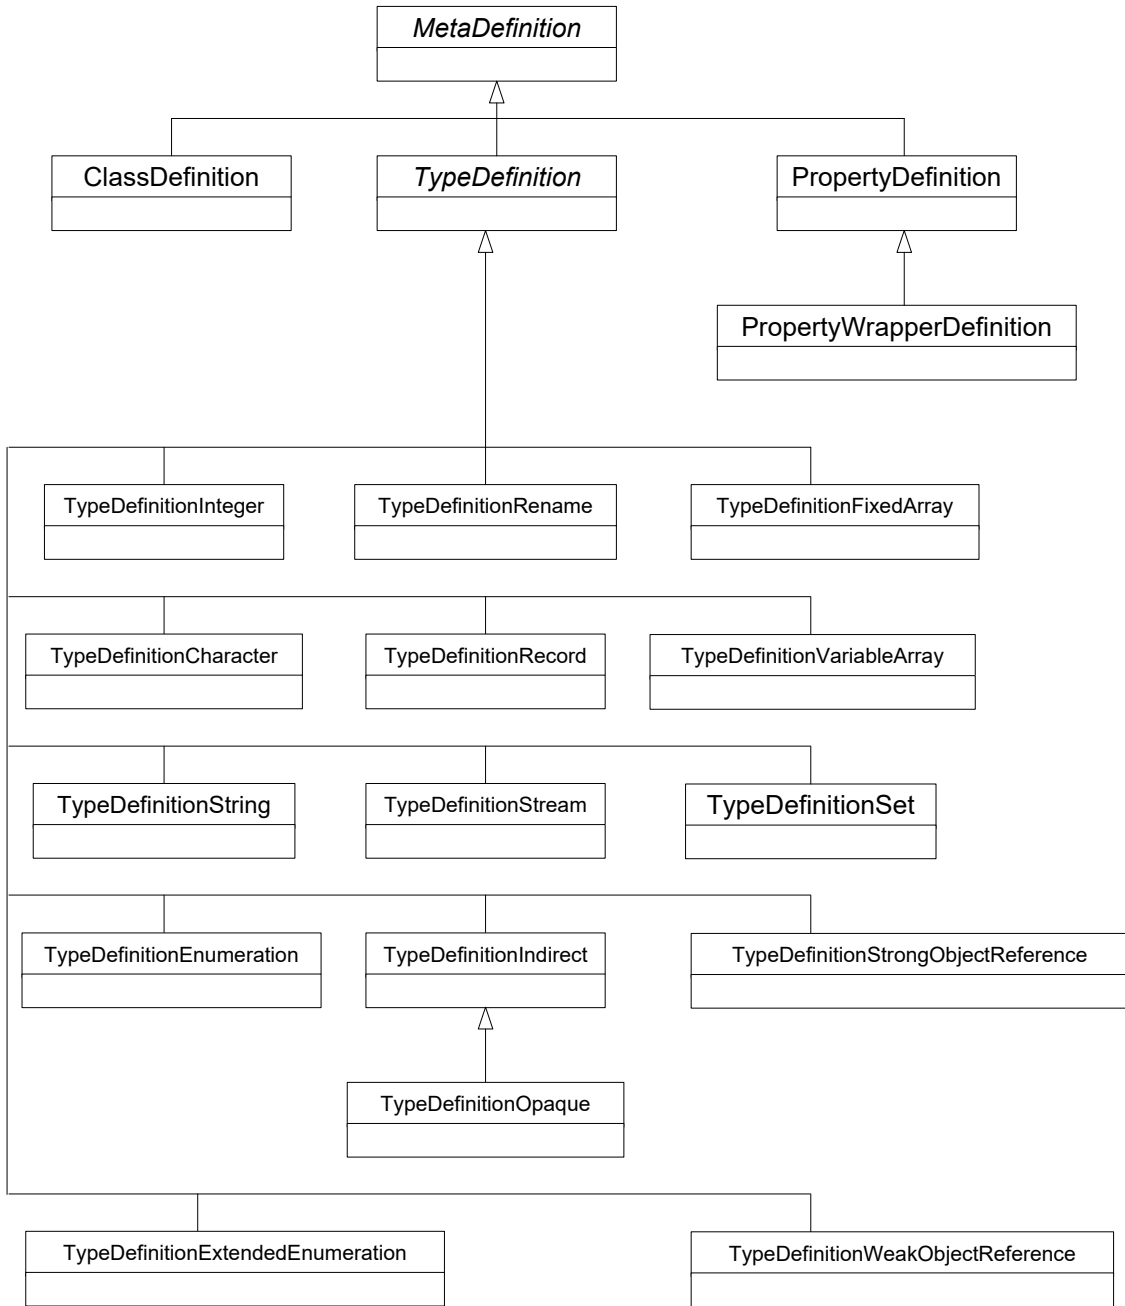 MetaDefinition
ClassDefinition
TypeDefinition
PropertyDefinition
PropertyWrapperDefinition
TypeDefinitionInteger
TypeDefinitionRename
TypeDefinitionFixedArray
TypeDefinitionCharacter
TypeDefinitionRecord
TypeDefinitionVariableArray
TypeDefinitionString
TypeDefinitionStream
TypeDefinitionSet
TypeDefinitionEnumeration
TypeDefinitionIndirect
TypeDefinitionStrongObjectReference
TypeDefinitionOpaque
TypeDefinitionExtendedEnumeration
TypeDefinitionWeakObjectReference